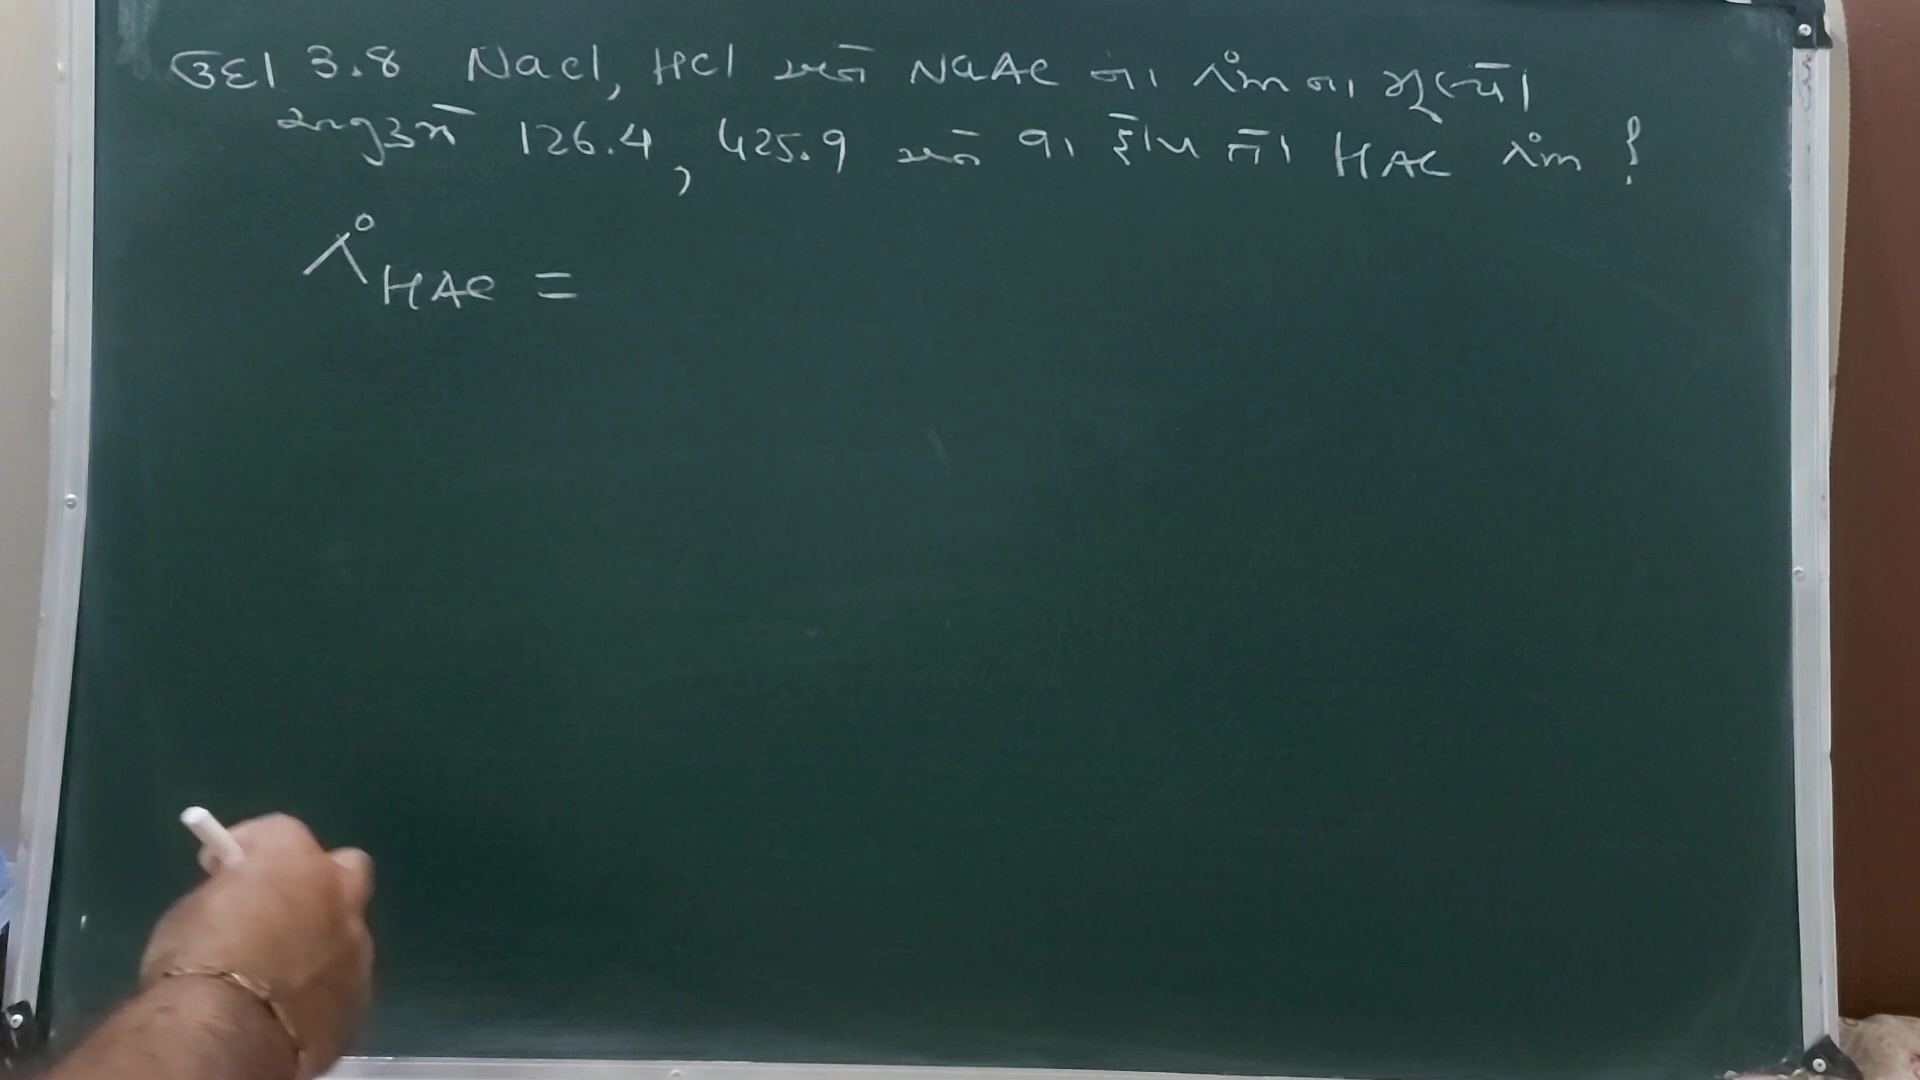 ઉદા 3.8 NaCl, HCl અને NaAC ના λ°m ના મૂલ્યો
અનુક્રમે 126.4, 425.9 અને 91 હોય તો HAC λ°m ?
λ°HAC =